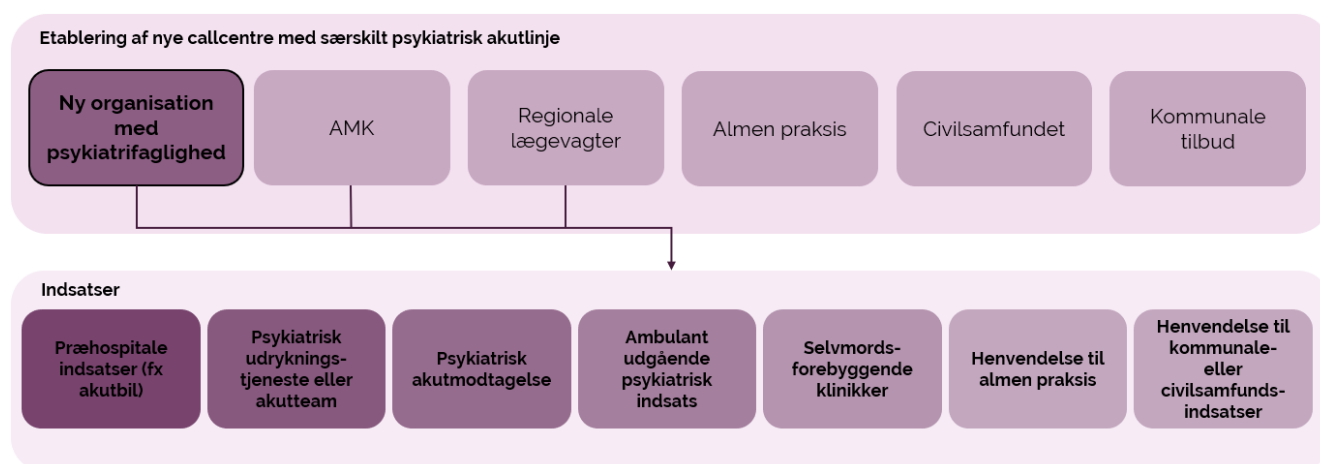 Etablering af nye callcentre med særskilt psykiatrisk akutlinje
Ny organisation
med
psykiatrifaglighed
AMK
Regionale
lægevagter
Almen praksis
Civilsamfundet
Kommunale
tilbud
Indsatser
Præhospitale
indsatser (fx
akutbil)
Psykiatrisk
udryknings-
tjeneste eller
akutteam
Psykiatrisk
akutmodtagelse
Ambulant
udgående
psykiatrisk
indsats
Selvmords-
forebyggende
klinikker
Henvendelse til
almen praksis
Henvendelse til
kommunale-
eller
civilsamfunds-
indsatser